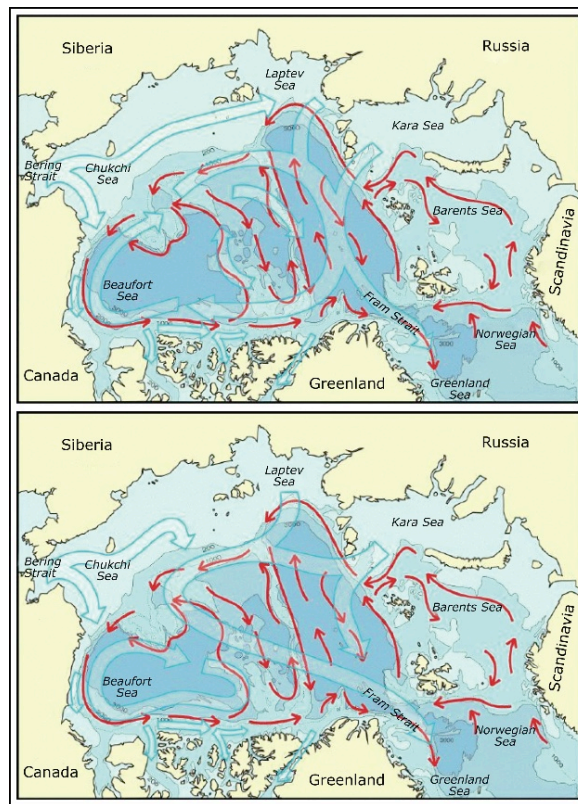 Siberia
Russia
Laptev
Sea
Kara Sea
Bering
Strait
Chukchi
Sea
Barents Sea
Scandinavia
Beaufort
Sea
Fram Strait
Norwegian
Sea
Canada
Greenland
Greenland
Sea
Siberia
Russia
Laptev
Sea
Kara Sea
Bering
Strait
Chukchi
Sea
Barents Sea
Scandinavia
Beaufort
Sea
Fram Strait
Norwegian
Sea
Canada
Greenland
Greenland
Sea